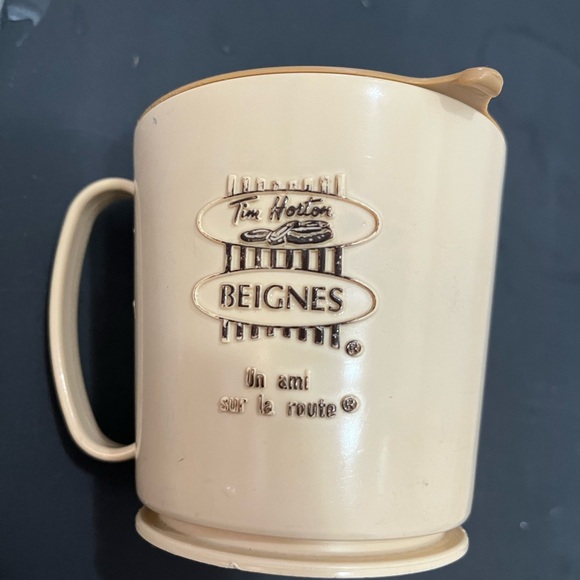 Tim Horton
BEIGNES
®
Un ami
sur la route®